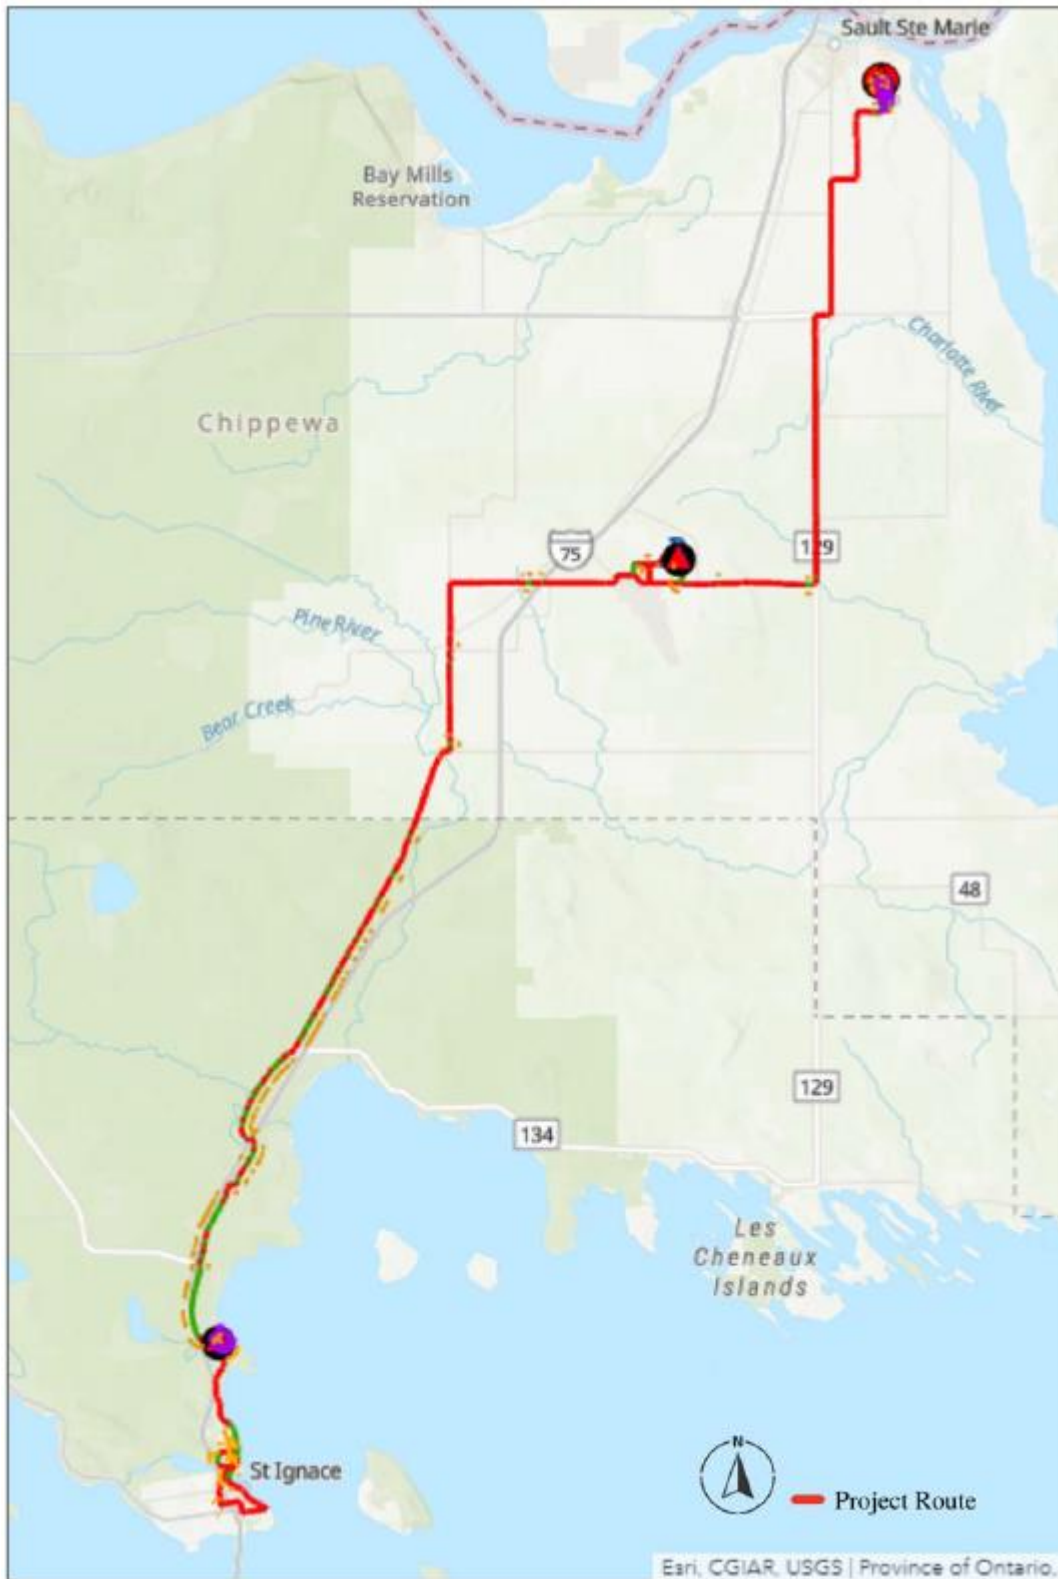 Sault Ste Marie
Bay Mills
Reservation
Charlotte River
Chippewa
75
129
Pine River
Bear Creek
48
129
134
Les
Cheneaux
Islands
St Ignace
N
Project Route
Esri, CGIAR, USGS | Province of Ontario,